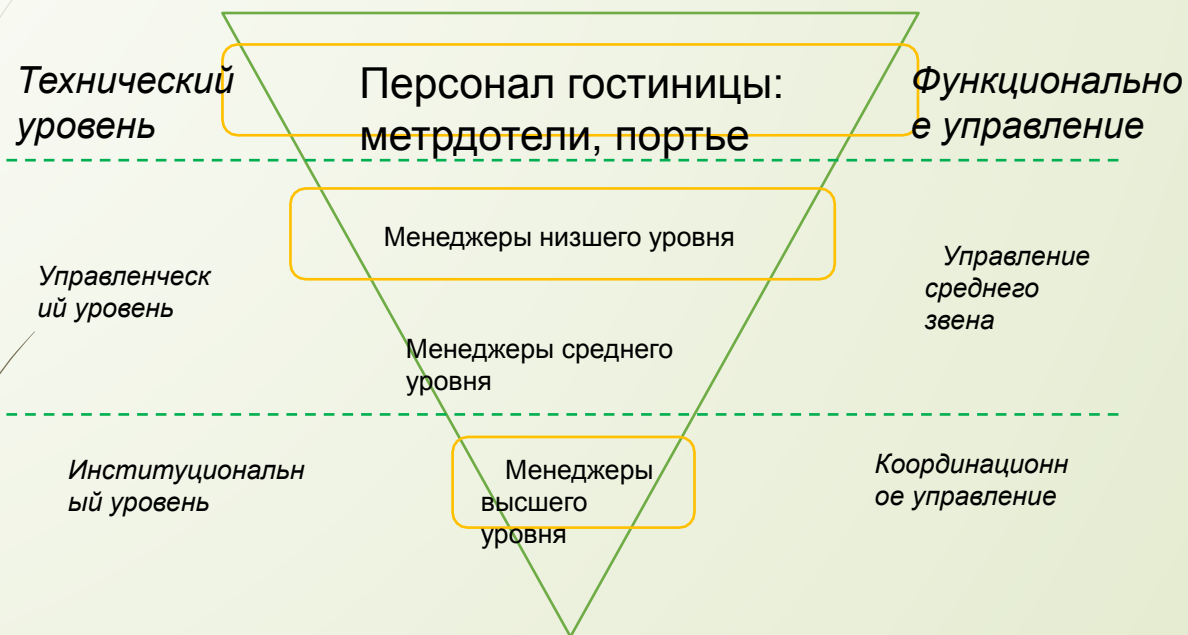 Технический
уровень
Персонал гостиницы:
метрдотели, портье
Функционально
е управление
Менеджеры низшего уровня
Управленческ
ий уровень
Управление
среднего
звена
Менеджеры среднего
уровня
Институциональн
ый уровень
Менеджеры
высшего
уровня
Координационн
ое управление